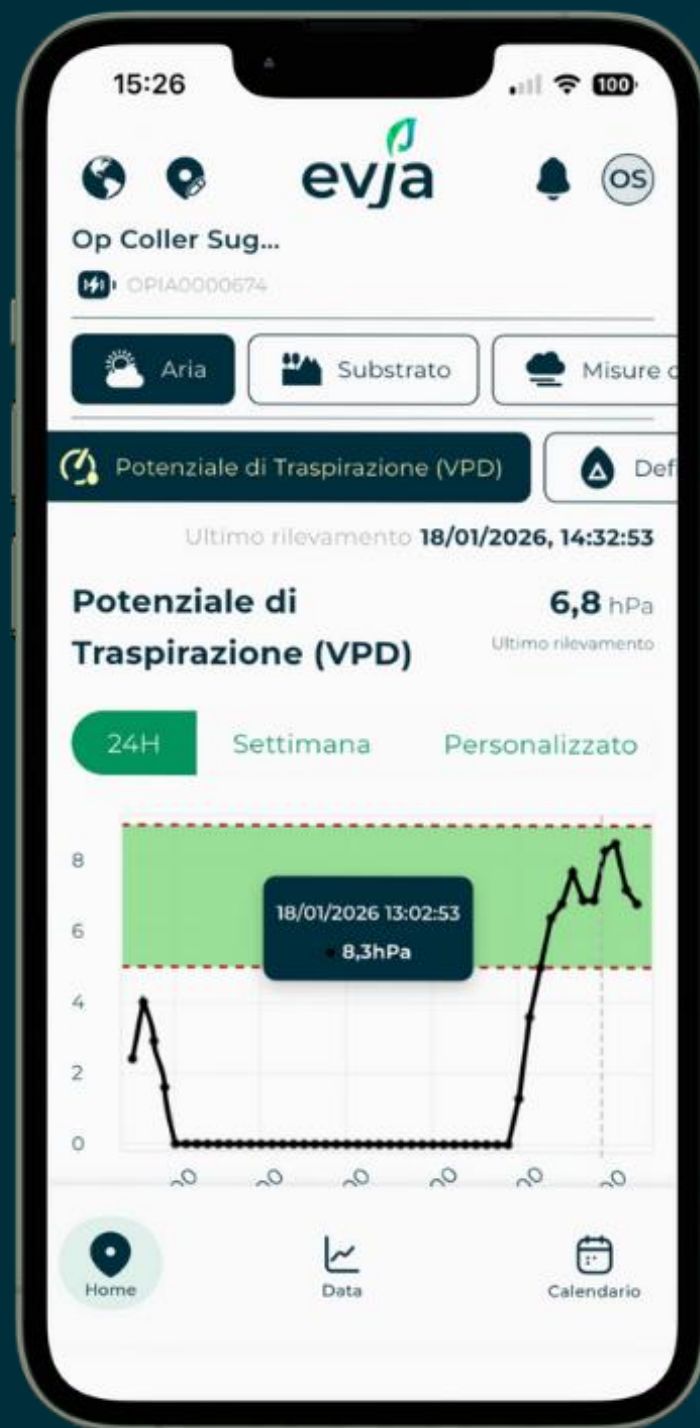 15:26
100
evja
OS
Op Coller Sug...
OPIA0000674
Aria
Substrato
Misure
Potenziale di Traspirazione (VPD)
Def
Ultimo rilevamento 18/01/2026, 14:32:53
Potenziale di
Traspirazione (VPD)
6,8 hPa
Ultimo rilevamento
24H
Settimana
Personalizzato
8
6
4
2
0
18/01/2026 13:02:53
8,3hPa
Home
Data
Calendario